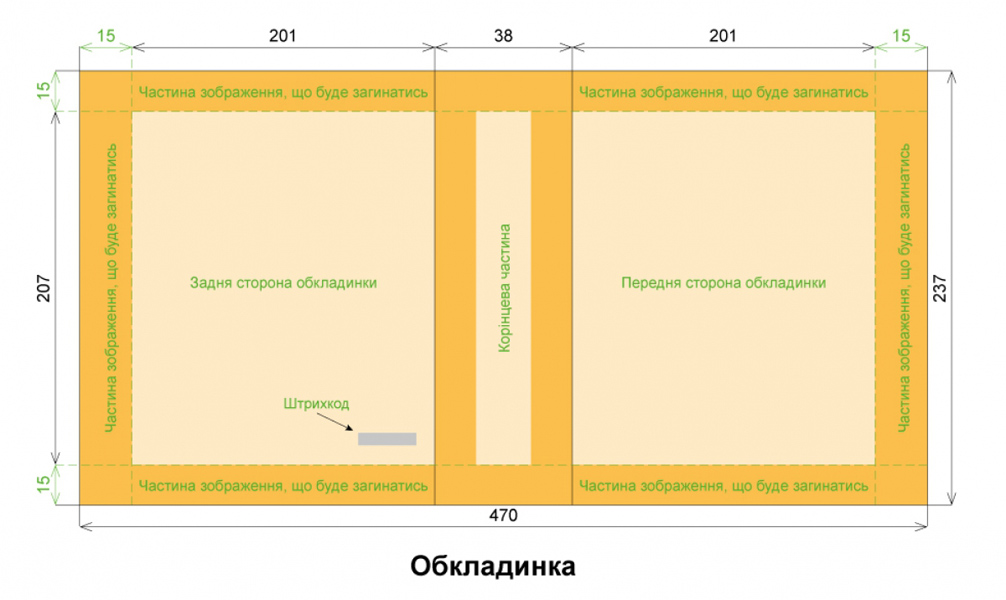 15
201
38
201
15
15
Частина зображення, що буде загинатись
Частина зображення, що буде загинатись
Частина зображення, що буде загинатись
207
Задня сторона обкладинки
Корінцева частина
Передня сторона обкладинки
Частина зображення, що буде загинатись
237
Штрихкод
15
Частина зображення, що буде загинатись
Частина зображення, що буде загинатись
470
Обкладинка